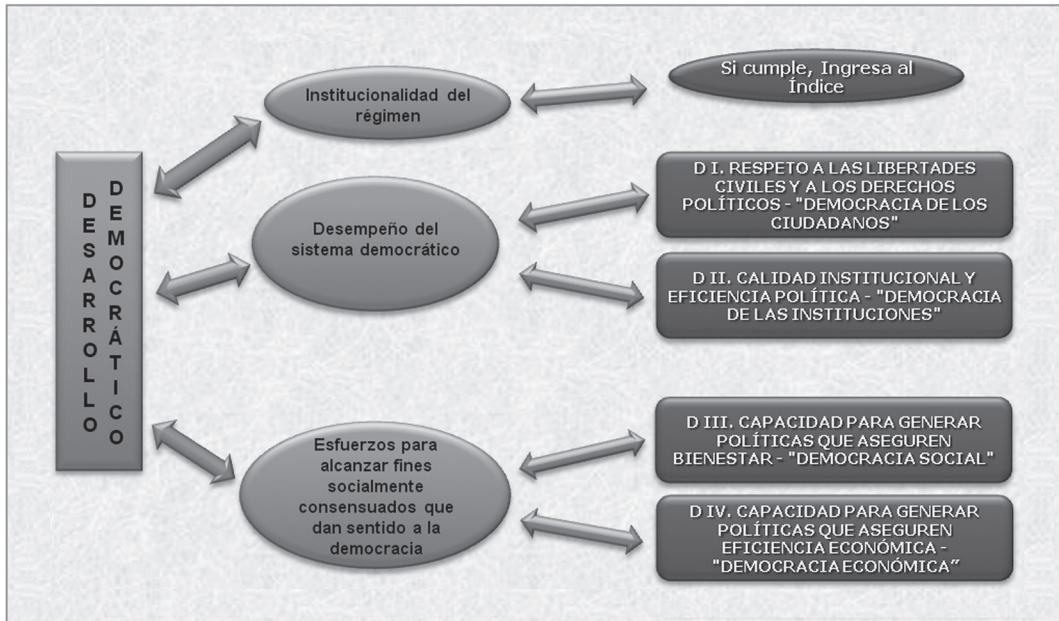 DESARROLLO
DEMOCRÁTICO
Institucionalidad del
régimen
Si cumple, Ingresa al
Índice
Desempeño del
sistema democrático
D I. RESPETO A LAS LIBERTADES
CIVILES Y A LOS DERECHOS
POLÍTICOS - "DEMOCRACIA DE LOS
CIUDADANOS"
D II. CALIDAD INSTITUCIONAL Y
EFICIENCIA POLÍTICA - "DEMOCRACIA
DE LAS INSTITUCIONES"
Esfuerzos para
alcanzar fines
socialmente
consensuados que
dan sentido a la
democracia
D III. CAPACIDAD PARA GENERAR
POLÍTICAS QUE ASEGUREN
BIENESTAR - "DEMOCRACIA SOCIAL"
D IV. CAPACIDAD PARA GENERAR
POLÍTICAS QUE ASEGUREN
EFICIENCIA ECONÓMICA -
"DEMOCRACIA ECONÓMICA”